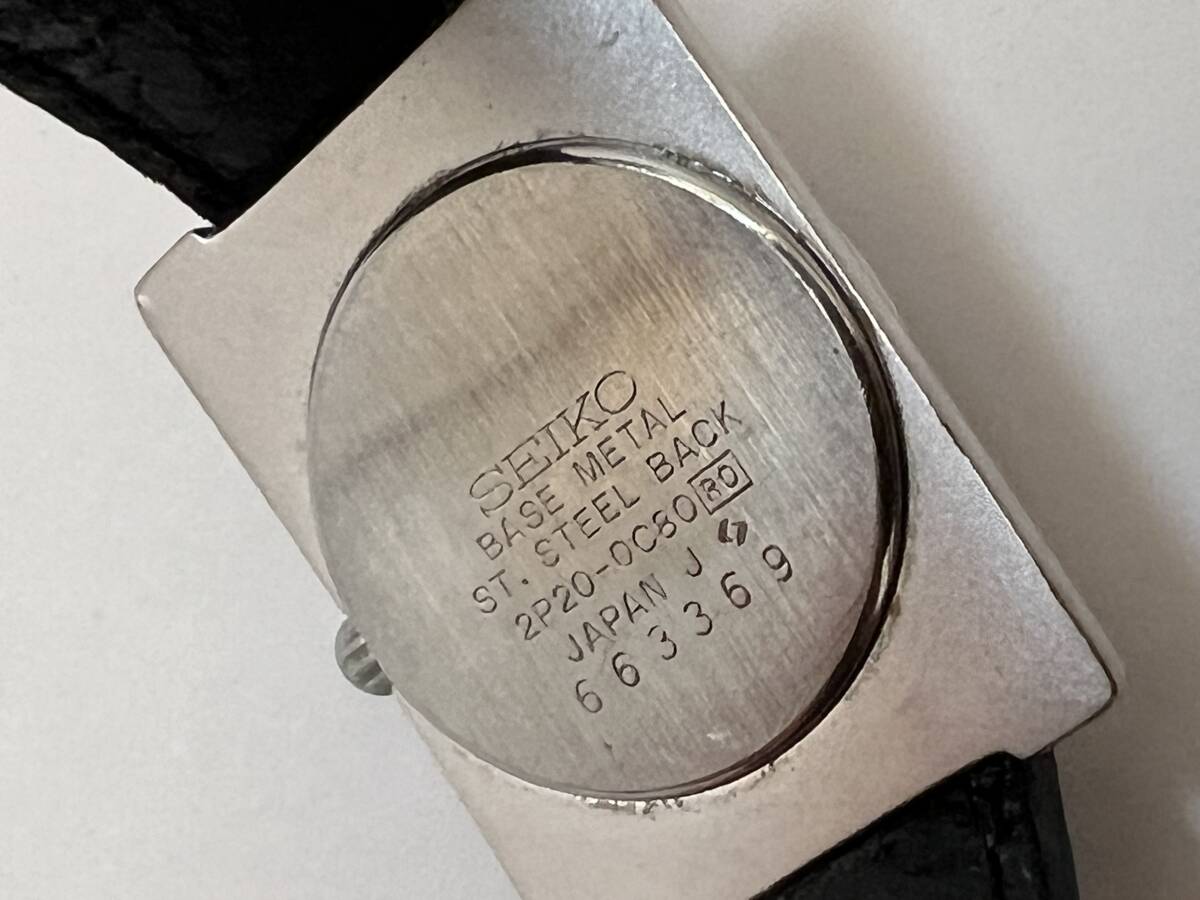 SEIKO
BASE METAL
ST. STEEL BACK
2P20-0C80 R0
JAPAN J
663369